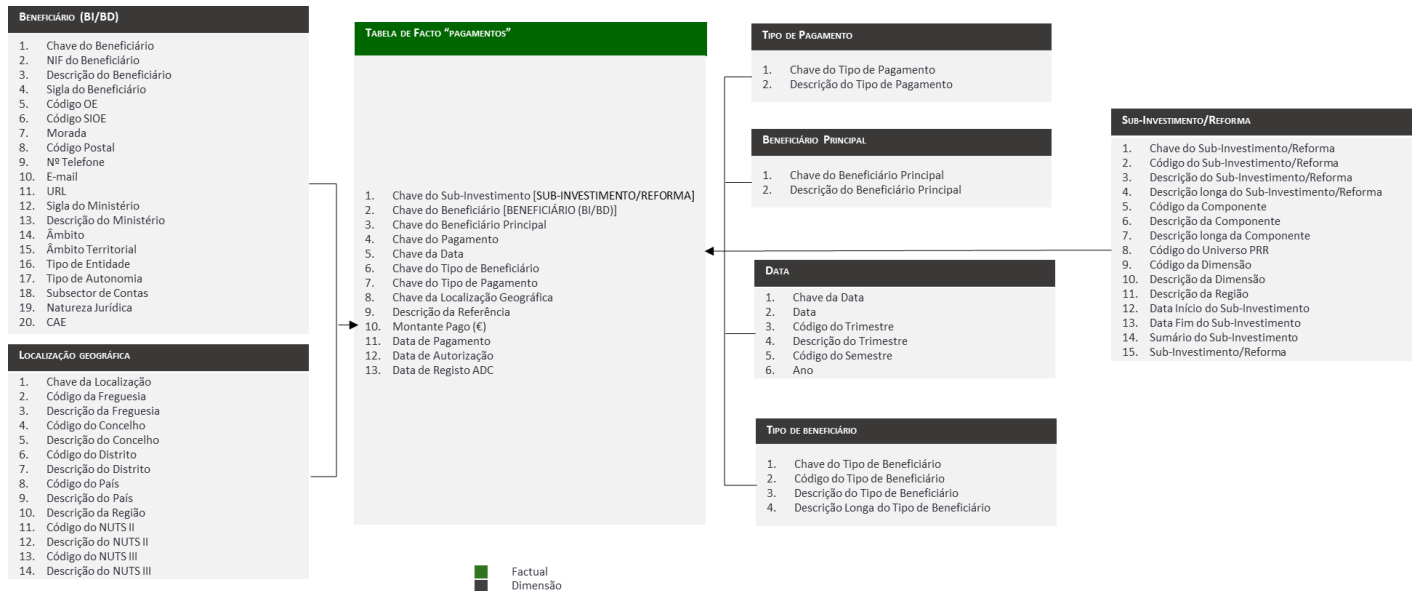 BENEFICIÁRIO (BI/BD)
1. Chave do Beneficiário
2. NIF do Beneficiário
3. Descrição do Beneficiário
4. Sigla do Beneficiário
5. Código OE
6. Código SIOE
7. Morada
8. Código Postal
9. Nº Telefone
10. E-mail
11. URL
12. Sigla do Ministério
13. Descrição do Ministério
14. Âmbito
15. Âmbito Territorial
16. Tipo de Entidade
17. Tipo de Autonomia
18. Subsector de Contas
19. Natureza Jurídica
20. CAE
LOCALIZAÇÃO GEOGRÁFICA
1. Chave da Localização
2. Código da Freguesia
3. Descrição da Freguesia
4. Código do Concelho
5. Descrição do Concelho
6. Código do Distrito
7. Descrição do Distrito
8. Código do País
9. Descrição do País
10. Descrição da Região
11. Código do NUTS II
12. Descrição do NUTS II
13. Código do NUTS III
14. Descrição do NUTS III
TABELA DE FACTO “PAGAMENTOS”
1. Chave do Sub-Investimento [SUB-INVESTIMENTO/REFORMA]
2. Chave do Beneficiário [BENEFICIÁRIO (BI/BD)]
3. Chave do Beneficiário Principal
4. Chave do Pagamento
5. Chave da Data
6. Chave do Tipo de Beneficiário
7. Chave do Tipo de Pagamento
8. Chave da Localização Geográfica
9. Descrição da Referência
10. Montante Pago (€)
11. Data de Pagamento
12. Data de Autorização
13. Data de Registo ADC
TIPO DE PAGAMENTO
1. Chave do Tipo de Pagamento
2. Descrição do Tipo de Pagamento
BENEFICIÁRIO PRINCIPAL
1. Chave do Beneficiário Principal
2. Descrição do Beneficiário Principal
DATA
1. Chave da Data
2. Data
3. Código do Trimestre
4. Descrição do Trimestre
5. Código do Semestre
6. Ano
TIPO DE BENEFICIÁRIO
1. Chave do Tipo de Beneficiário
2. Código do Tipo de Beneficiário
3. Descrição do Tipo de Beneficiário
4. Descrição Longa do Tipo de Beneficiário
SUB-INVESTIMENTO/REFORMA
1. Chave do Sub-Investimento/Reforma
2. Código do Sub-Investimento/Reforma
3. Descrição do Sub-Investimento/Reforma
4. Descrição longa do Sub-Investimento/Reforma
5. Código da Componente
6. Descrição da Componente
7. Descrição longa da Componente
8. Código do Universo PRR
9. Código da Dimensão
10. Descrição da Dimensão
11. Descrição da Região
12. Data Início do Sub-Investimento
13. Data Fim do Sub-Investimento
14. Sumário do Sub-Investimento
15. Sub-Investimento/Reforma
Factual
Dimensão